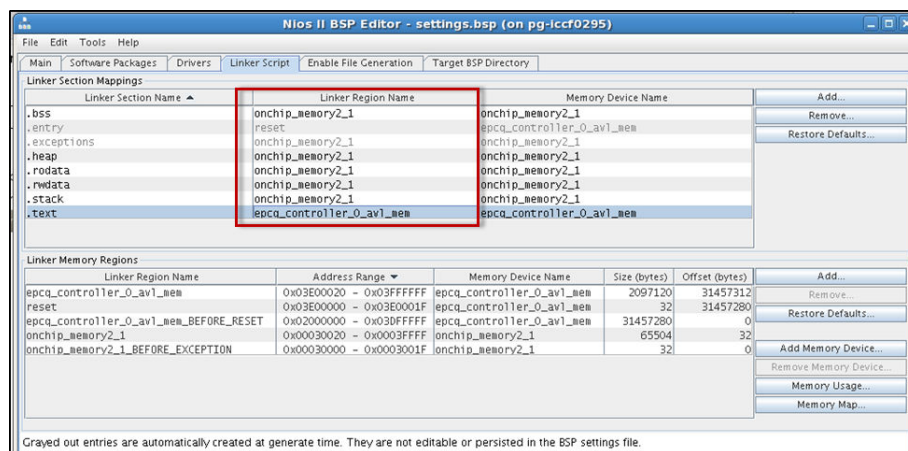 Nios II BSP Editor - settings.bsp (on pg-iccf0295)
File Edit Tools Help
Main Software Packages Drivers Linker Script Enable File Generation Target BSP Directory
Linker Section Mappings
Linker Section Name Linker Region Name Memory Device Name Add...
.bss onchip_memory2_1 onchip_memory2_1 Remove...
.entry reset epcq_controller_0_avl_mem Restore Defaults...
.exceptions onchip_memory2_1 onchip_memory2_1
.heap onchip_memory2_1 onchip_memory2_1
.rodata onchip_memory2_1 onchip_memory2_1
.rwdata onchip_memory2_1 onchip_memory2_1
.stack onchip_memory2_1 onchip_memory2_1
.text epcq_controller_0_avl_mem epcq_controller_0_avl_mem
Linker Memory Regions
Linker Region Name Address Range Memory Device Name Size (bytes) Offset (bytes) Add...
epcq_controller_0_avl_mem 0x03E00020 - 0x03FFFFFF epcq_controller_0_avl_mem 2097120 31457312 Remove...
reset 0x03E00000 - 0x03E0001F epcq_controller_0_avl_mem 32 31457280 Restore Defaults...
epcq_controller_0_avl_mem_BEFORE_RESET 0x02000000 - 0x03DFFFFF epcq_controller_0_avl_mem 31457280 0
onchip_memory2_1 0x00030020 - 0x0003FFFF onchip_memory2_1 65504 32
onchip_memory2_1_BEFORE_EXCEPTION 0x00030000 - 0x0003001F onchip_memory2_1 32 0 Add Memory Device...
Remove Memory Device...
Memory Usage...
Memory Map...
Grayed out entries are automatically created at generate time. They are not editable or persisted in the BSP settings file.